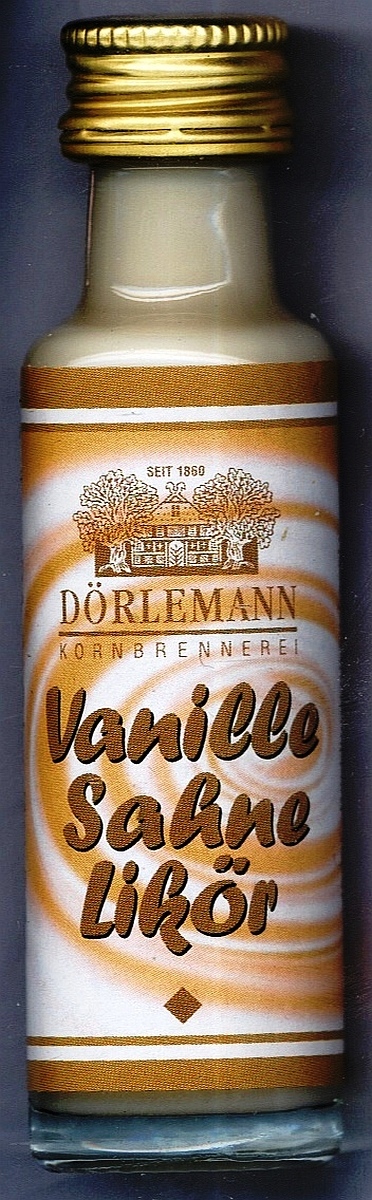 SEIT 1860
DÖRLEMANN
KORNBRENNEREI
Vanille
Sahne
Likör